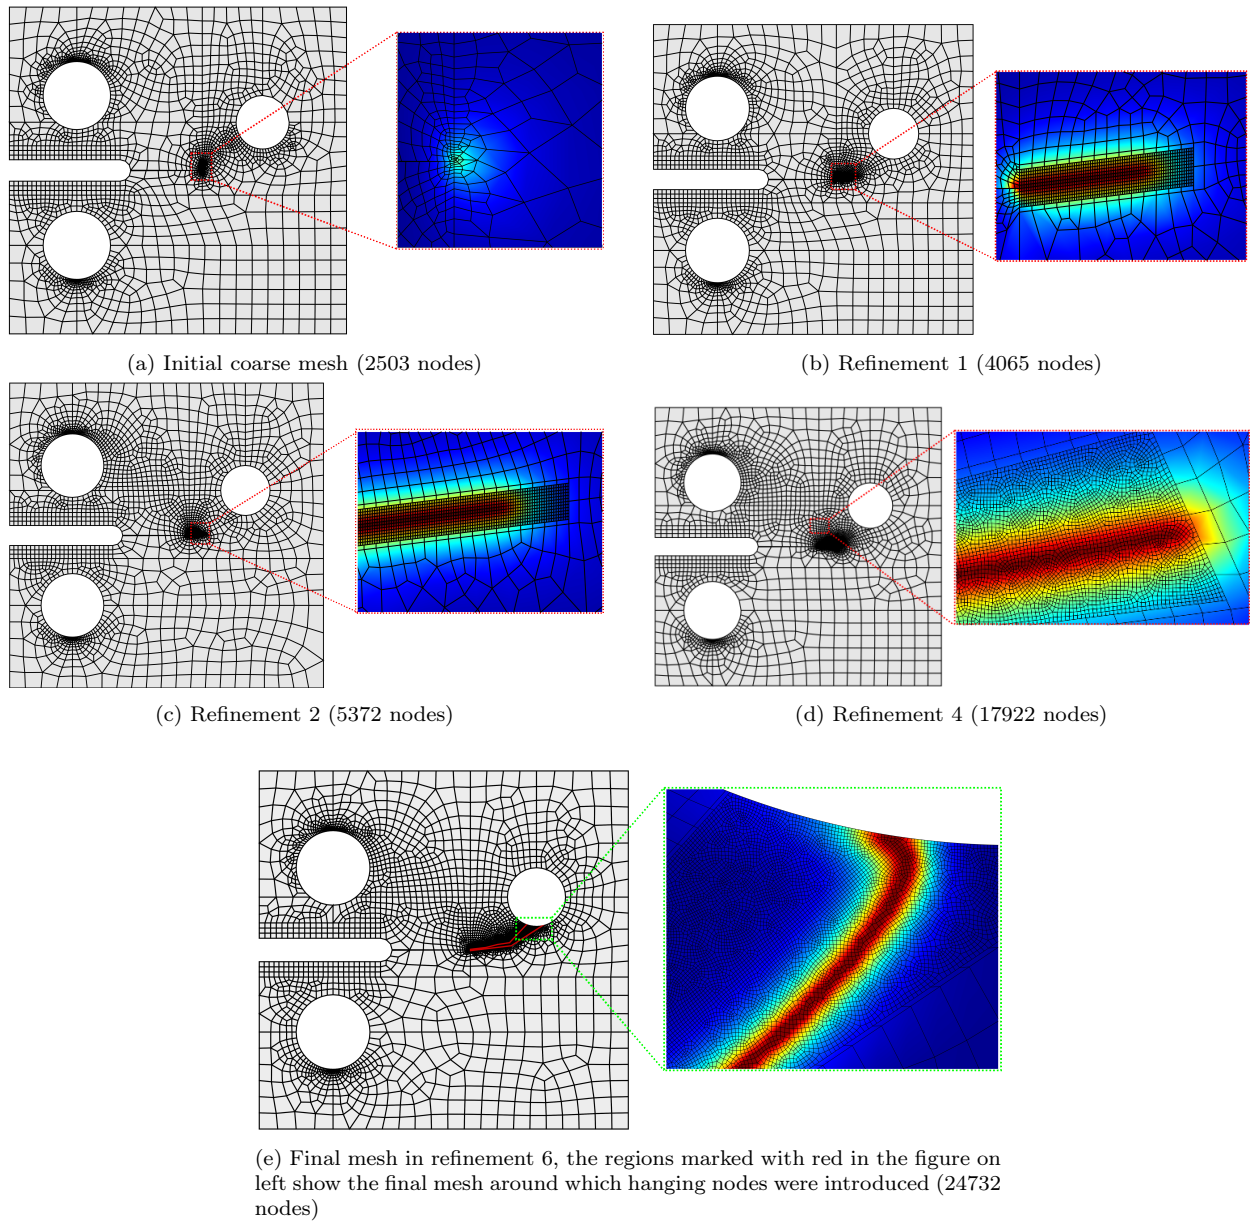 (a) Initial coarse mesh (2503 nodes)
(b) Refinement 1 (4065 nodes)
(c) Refinement 2 (5372 nodes)
(d) Refinement 4 (17922 nodes)
(e) Final mesh in refinement 6, the regions marked with red in the figure on
left show the final mesh around which hanging nodes were introduced (24732
nodes)